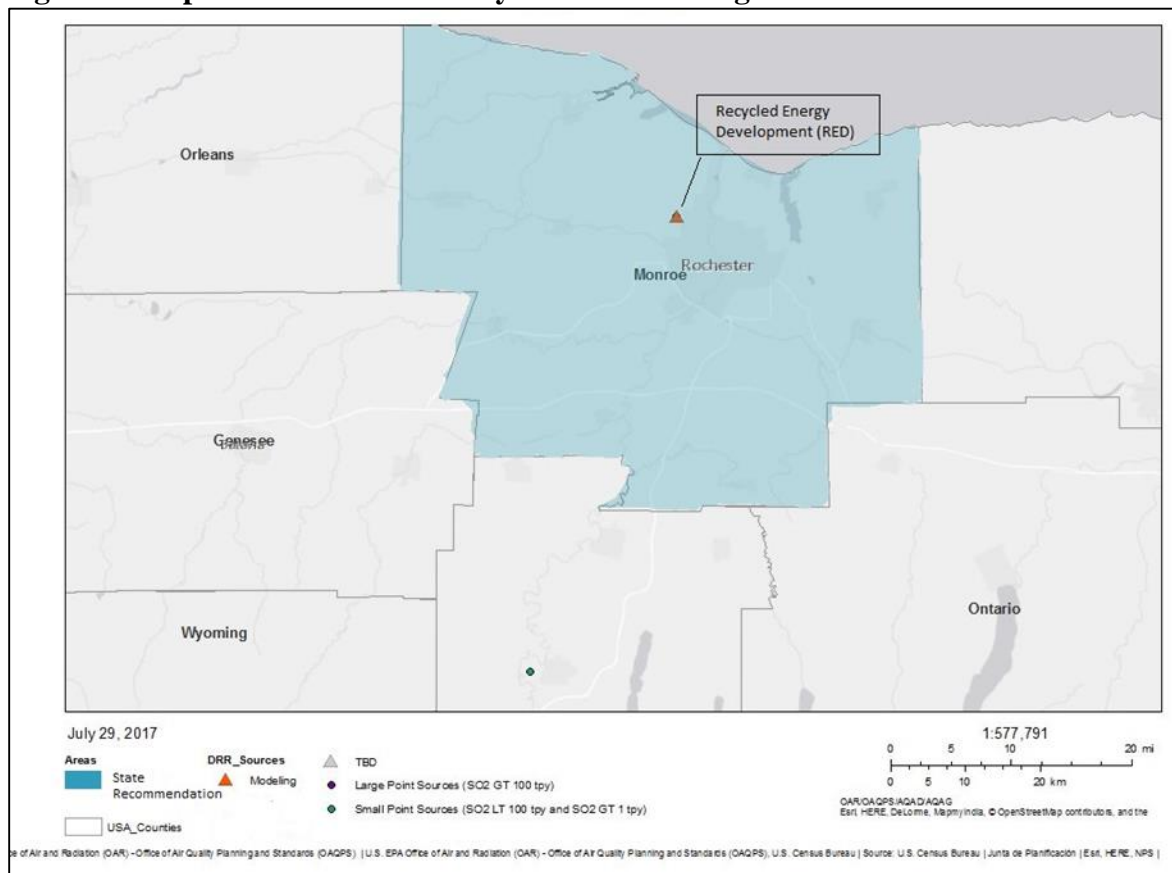 Recycled Energy
Development (RED)
Orleans
Rochester
Monroe
Genesee
Wyoming
Ontario
July 29, 2017
1:577,791
Areas
State
Recommendation
USA_Counties
DRR_Sources
Modeling
TBD
Large Point Sources (SO2 GT 100 tpy)
Small Point Sources (SO2 LT 100 tpy and SO2 GT 1 tpy)
0 5 10 20 mi
0 5 10 20 km
OAR/OAQPS/AQAD/AQAG
Esri, HERE, DeLorme, MapmyIndia, © OpenStreetMap contributors, and the
of Air and Radiation (OAR) - Office of Air Quality Planning and Standards (OAQPS) | U.S. EPA Office of Air and Radiation (OAR) - Office of Air Quality Planning and Standards (OAQPS), U.S. Census Bureau | Source: U.S. Census Bureau | Junta de Planificación | Esri, HERE, NPS |